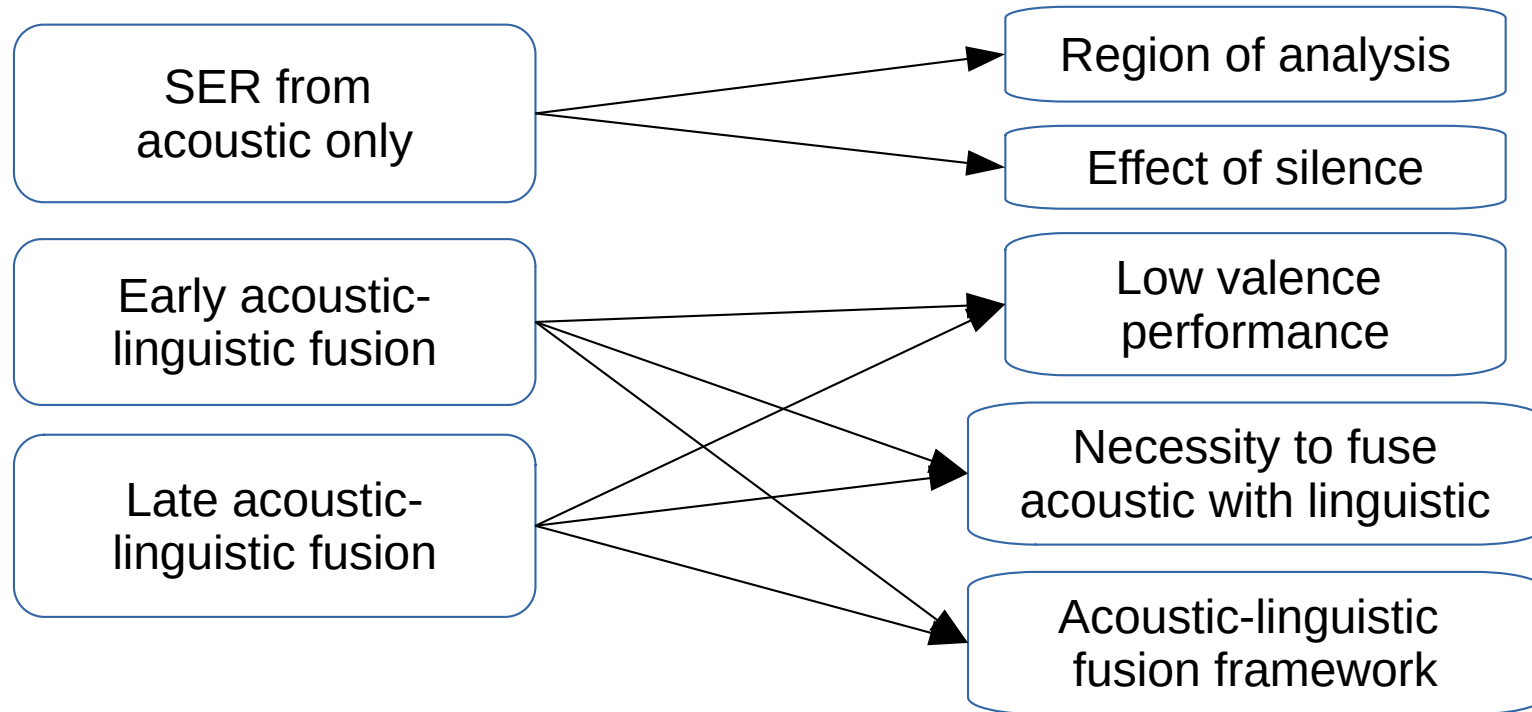 SER from
acoustic only
Early acoustic-
linguistic fusion
Late acoustic-
linguistic fusion
Region of analysis
Effect of silence
Low valence
performance
Necessity to fuse
acoustic with linguistic
Acoustic-linguistic
fusion framework